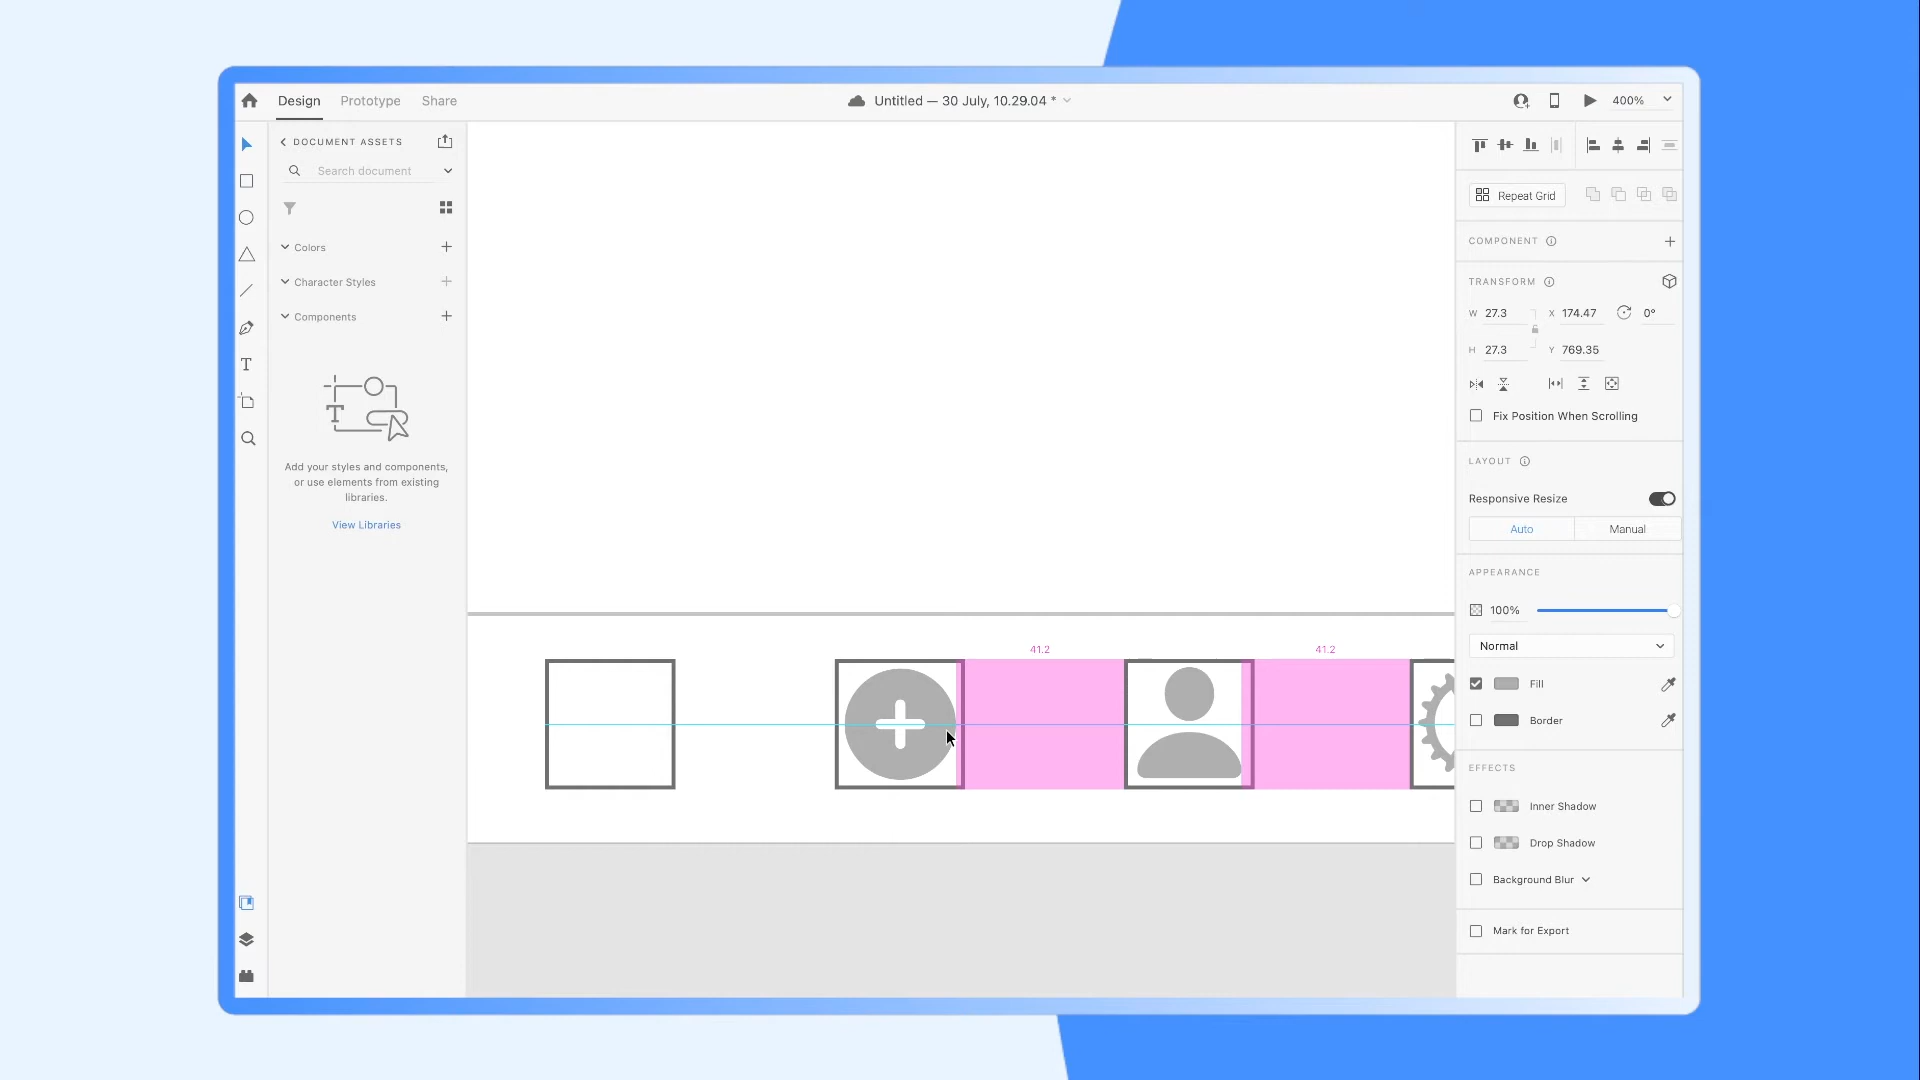 Design
Prototype
Share
Untitled — 30 July, 10.29.04 *
400%
DOCUMENT ASSETS
Search document
Colors
Character Styles
Components
Add your styles and components,
or use elements from existing
libraries.
View Libraries
41.2
41.2
Repeat Grid
COMPONENT
TRANSFORM
W 27.3
X 174.47
0°
H 27.3
Y 769.35
Fix Position When Scrolling
LAYOUT
Responsive Resize
Auto
Manual
APPEARANCE
100%
Normal
Fill
Border
EFFECTS
Inner Shadow
Drop Shadow
Background Blur
Mark for Export